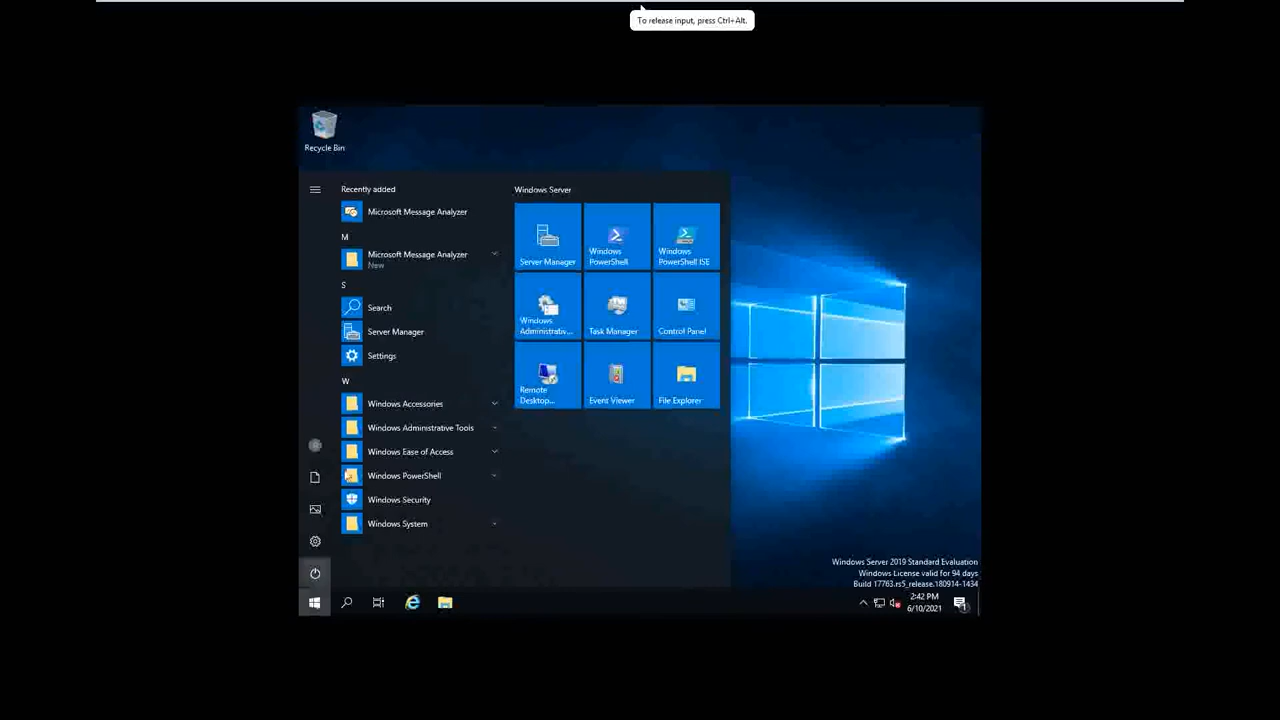 To release input, press Ctrl+Alt.
Recycle Bin
Recently added
Microsoft Message Analyzer
M
Microsoft Message Analyzer
New
S
Search
Server Manager
Settings
W
Windows Accessories
Windows Administrative Tools
Windows Ease of Access
Windows PowerShell
Windows Security
Windows System
Windows Server
Server Manager
Windows
PowerShell
Windows
PowerShell ISE
Windows
Administrativ...
Task Manager
Control Panel
Remote
Desktop...
Event Viewer
File Explorer
Windows Server 2019 Standard Evaluation
Windows License valid for 94 days
Build 17763.rs5_release.180914-1434
2:42 PM
6/10/2021
1